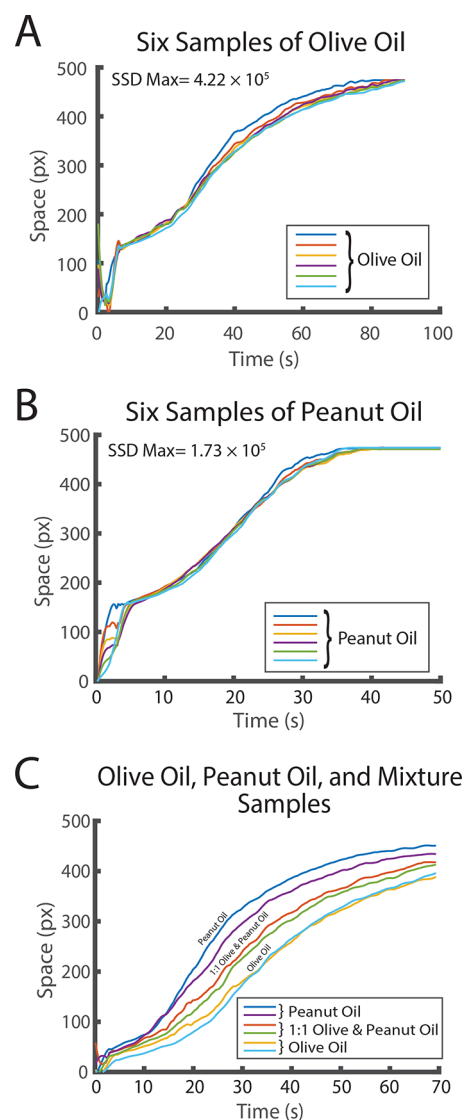 A
Six Samples of Olive Oil
SSD Max= 4.22 × 10⁵
500
400
300
200
100
0
Space (px)
Olive Oil
0 20 40 60 80 100
Time (s)
B
Six Samples of Peanut Oil
SSD Max= 1.73 × 10⁵
500
400
300
200
100
0
Space (px)
Peanut Oil
0 10 20 30 40 50
Time (s)
C
Olive Oil, Peanut Oil, and Mixture
Samples
500
400
300
200
100
0
Space (px)
Peanut Oil
1:1 Olive & Peanut Oil
Olive Oil
} Peanut Oil
} 1:1 Olive & Peanut Oil
} Olive Oil
0 10 20 30 40 50 60 70
Time (s)